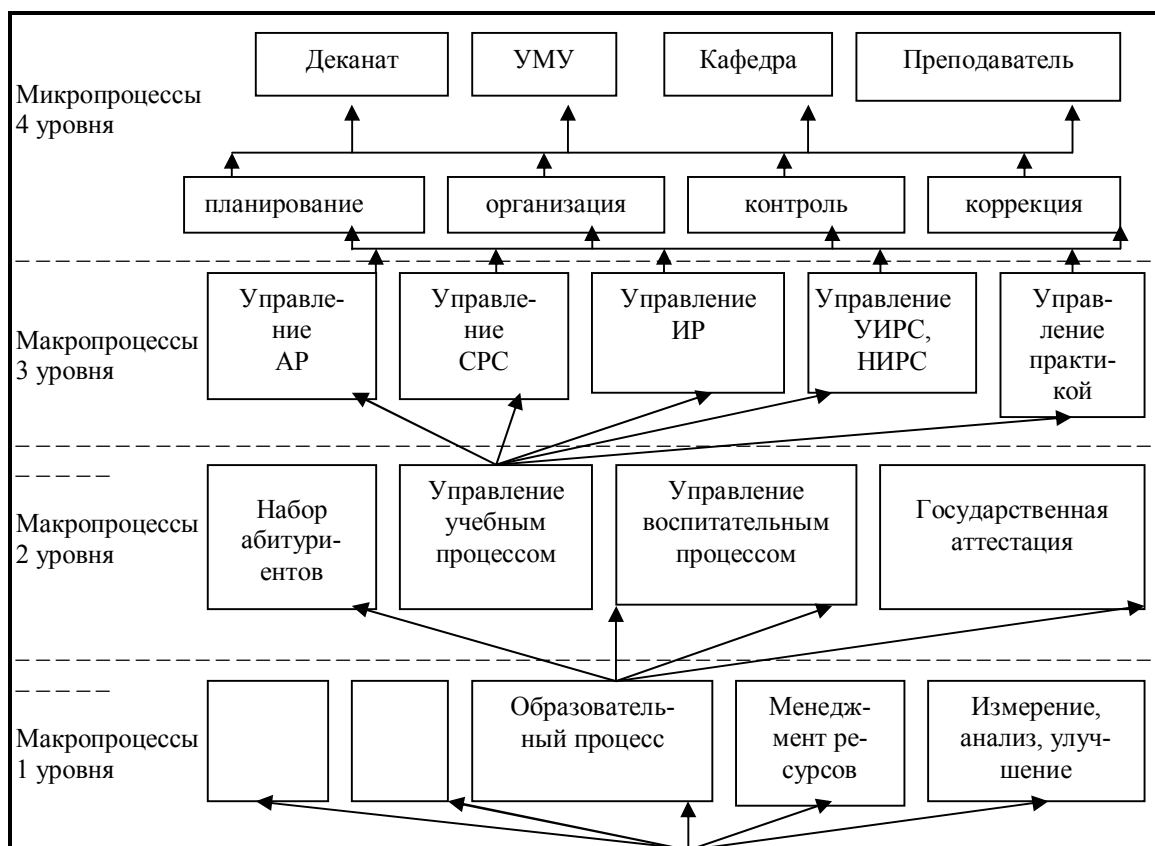 Деканат
УМУ
Кафедра
Преподаватель
Микропроцессы
4 уровня
планирование
организация
контроль
коррекция
Макропроцессы
3 уровня
Управле-
ние
АР
Управле-
ние
СРС
Управление
ИР
Управление
УИРС,
НИРС
Управ-
ление
практи-
кой
Макропроцессы
2 уровня
Набор
абитури-
ентов
Управление
учебным
процессом
Управление
воспитательным
процессом
Государственная
аттестация
Макропроцессы
1 уровня
Образователь-
ный процесс
Менедж-
мент ре-
сурсов
Измерение,
анализ, улуч-
шение